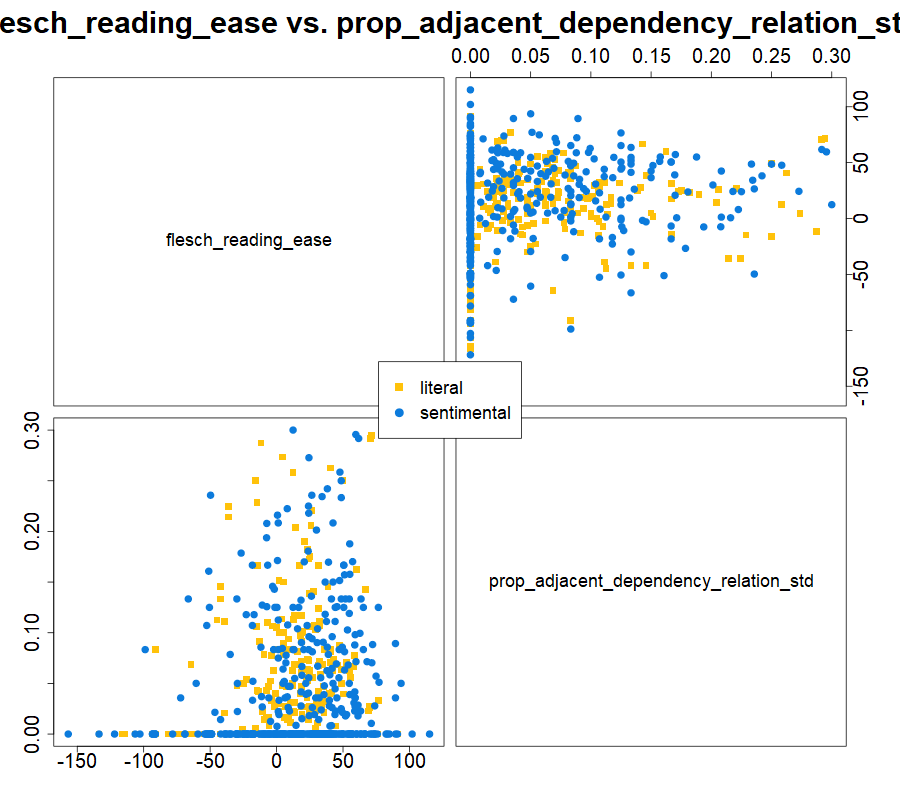 esch_reading_ease vs. prop_adjacent_dependency_relation_st
0.00 0.05 0.10 0.15 0.20 0.25 0.30
flesch_reading_ease
100
50
0
-50
-150
literal
sentimental
0.30
0.20
0.10
0.00
prop_adjacent_dependency_relation_std
-150 -100 -50 0 50 100